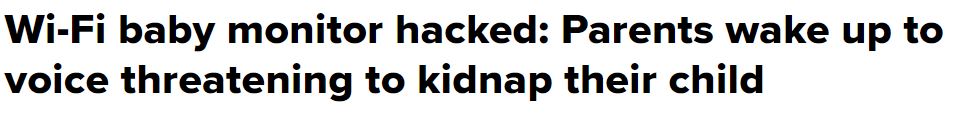 Wi-Fi baby monitor hacked: Parents wake up to
voice threatening to kidnap their child